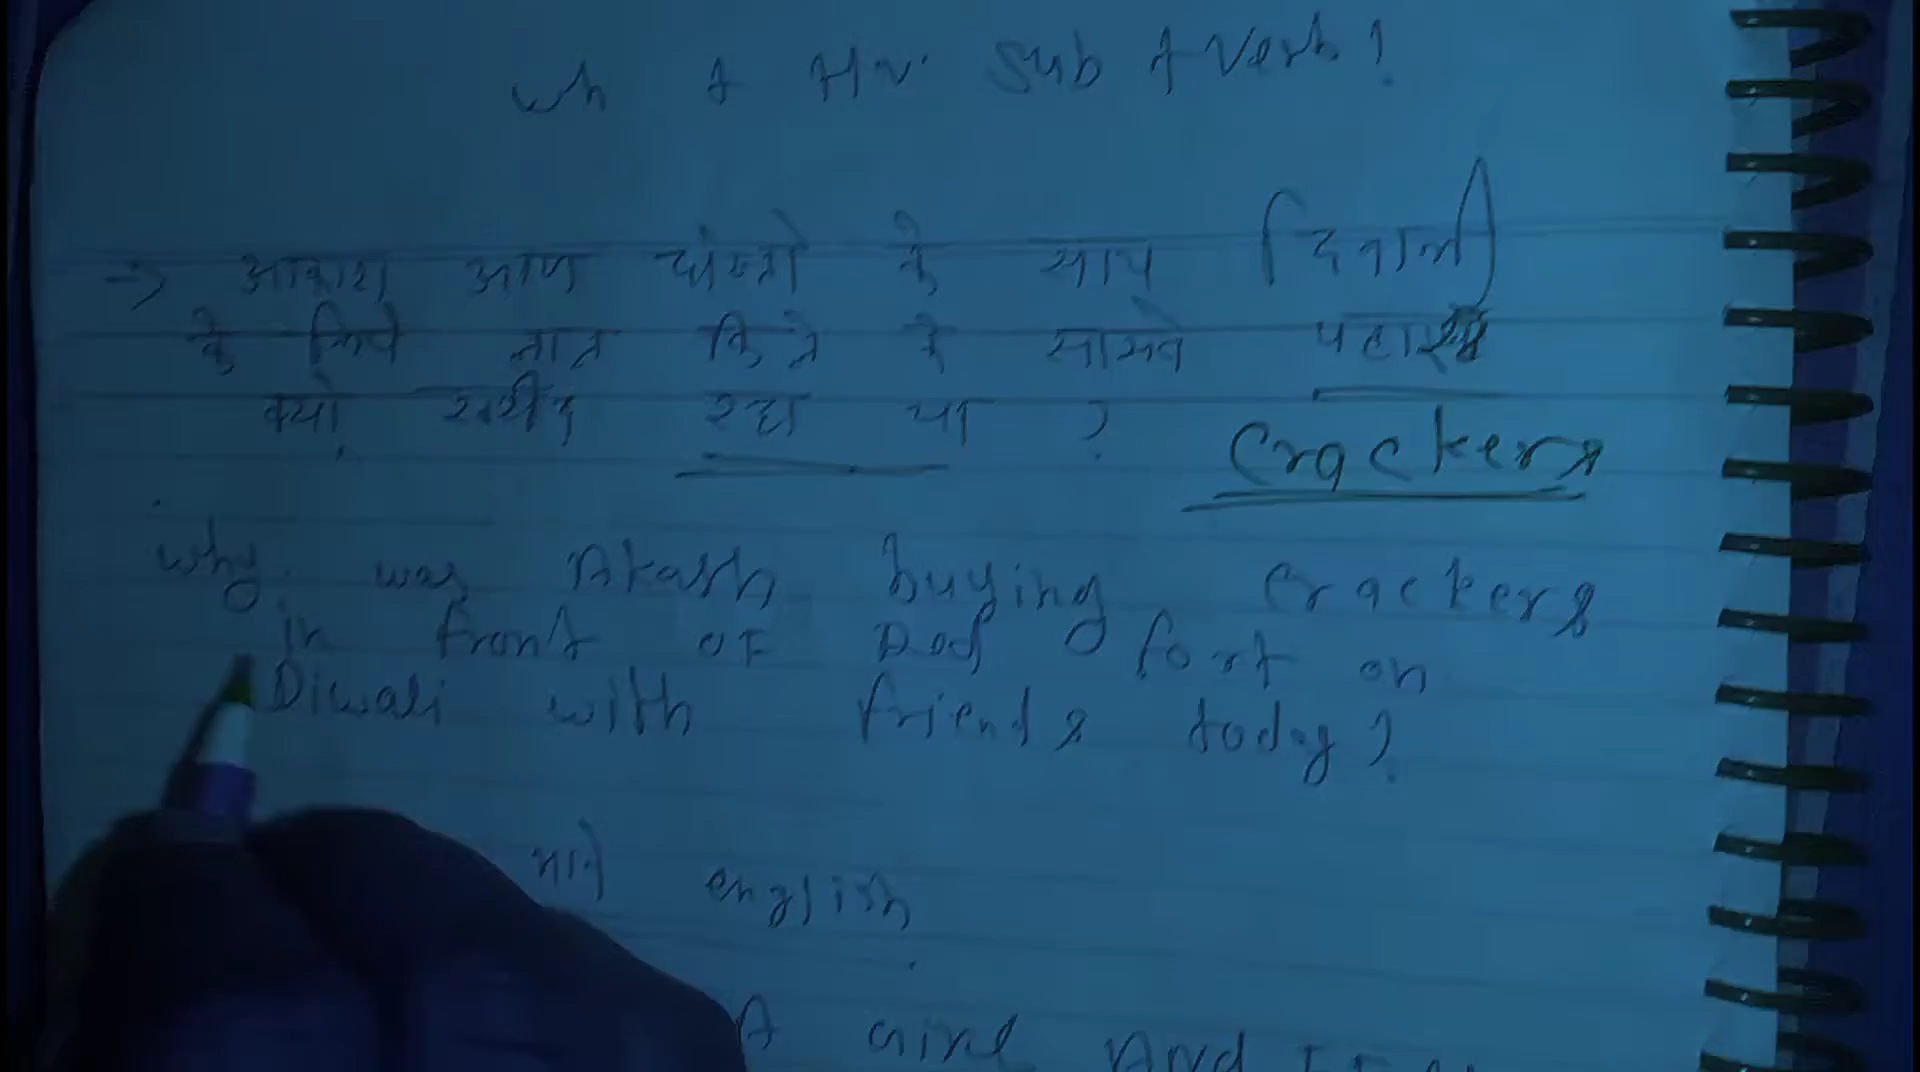 Wh + Hv. Sub + Verb?
→ आकाश आज दोस्तो के साथ दिवाली
के लिये लाल किले के सामने पटाखे
क्यों खरीद रहा था ?
Crackers
Why was Akash buying crackers
in front of Red fort on
Diwali with friends today?
english
A Girl And